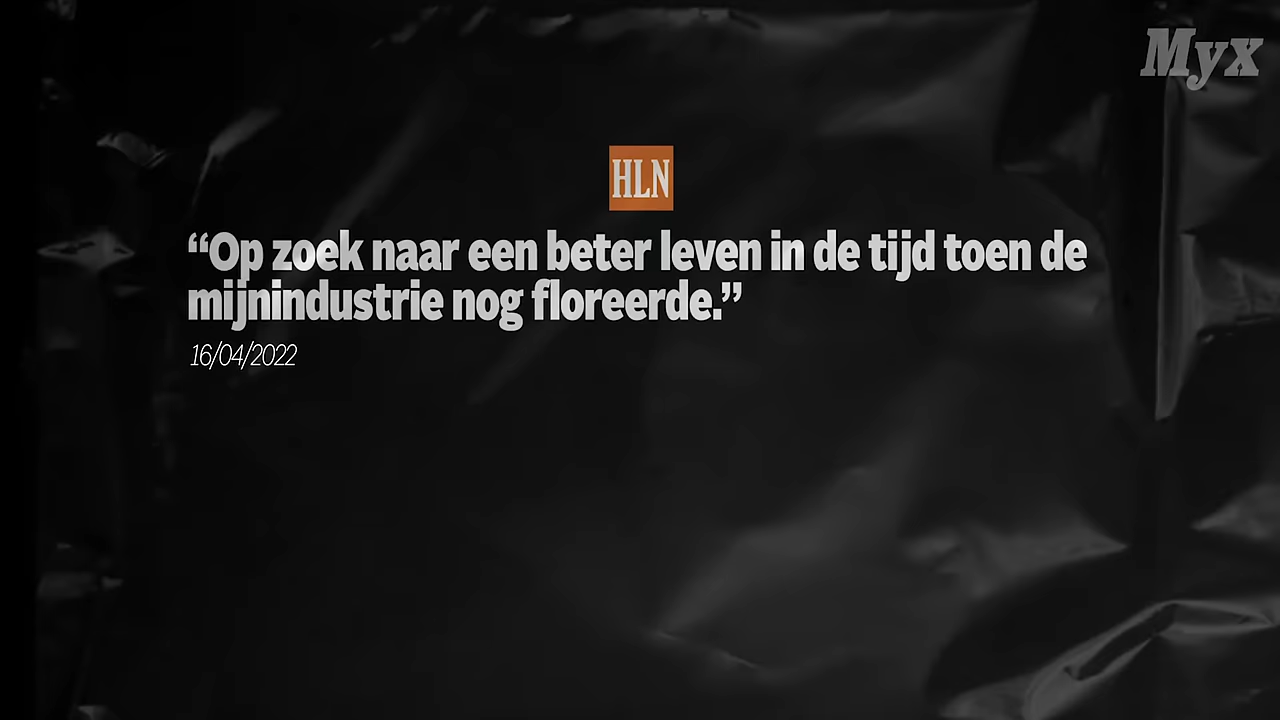 Myx
HLN
“Op zoek naar een beter leven in de tijd toen de
mijnindustrie nog floreerde.”
16/04/2022